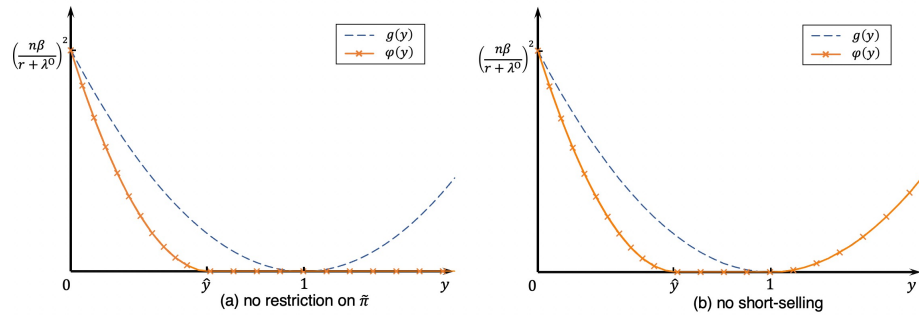 (nβ / r + λ⁰)²
g(y)
φ(y)
0
ŷ
1
y
(a) no restriction on π̃
(nβ / r + λ⁰)²
g(y)
φ(y)
0
ŷ
1
y
(b) no short-selling